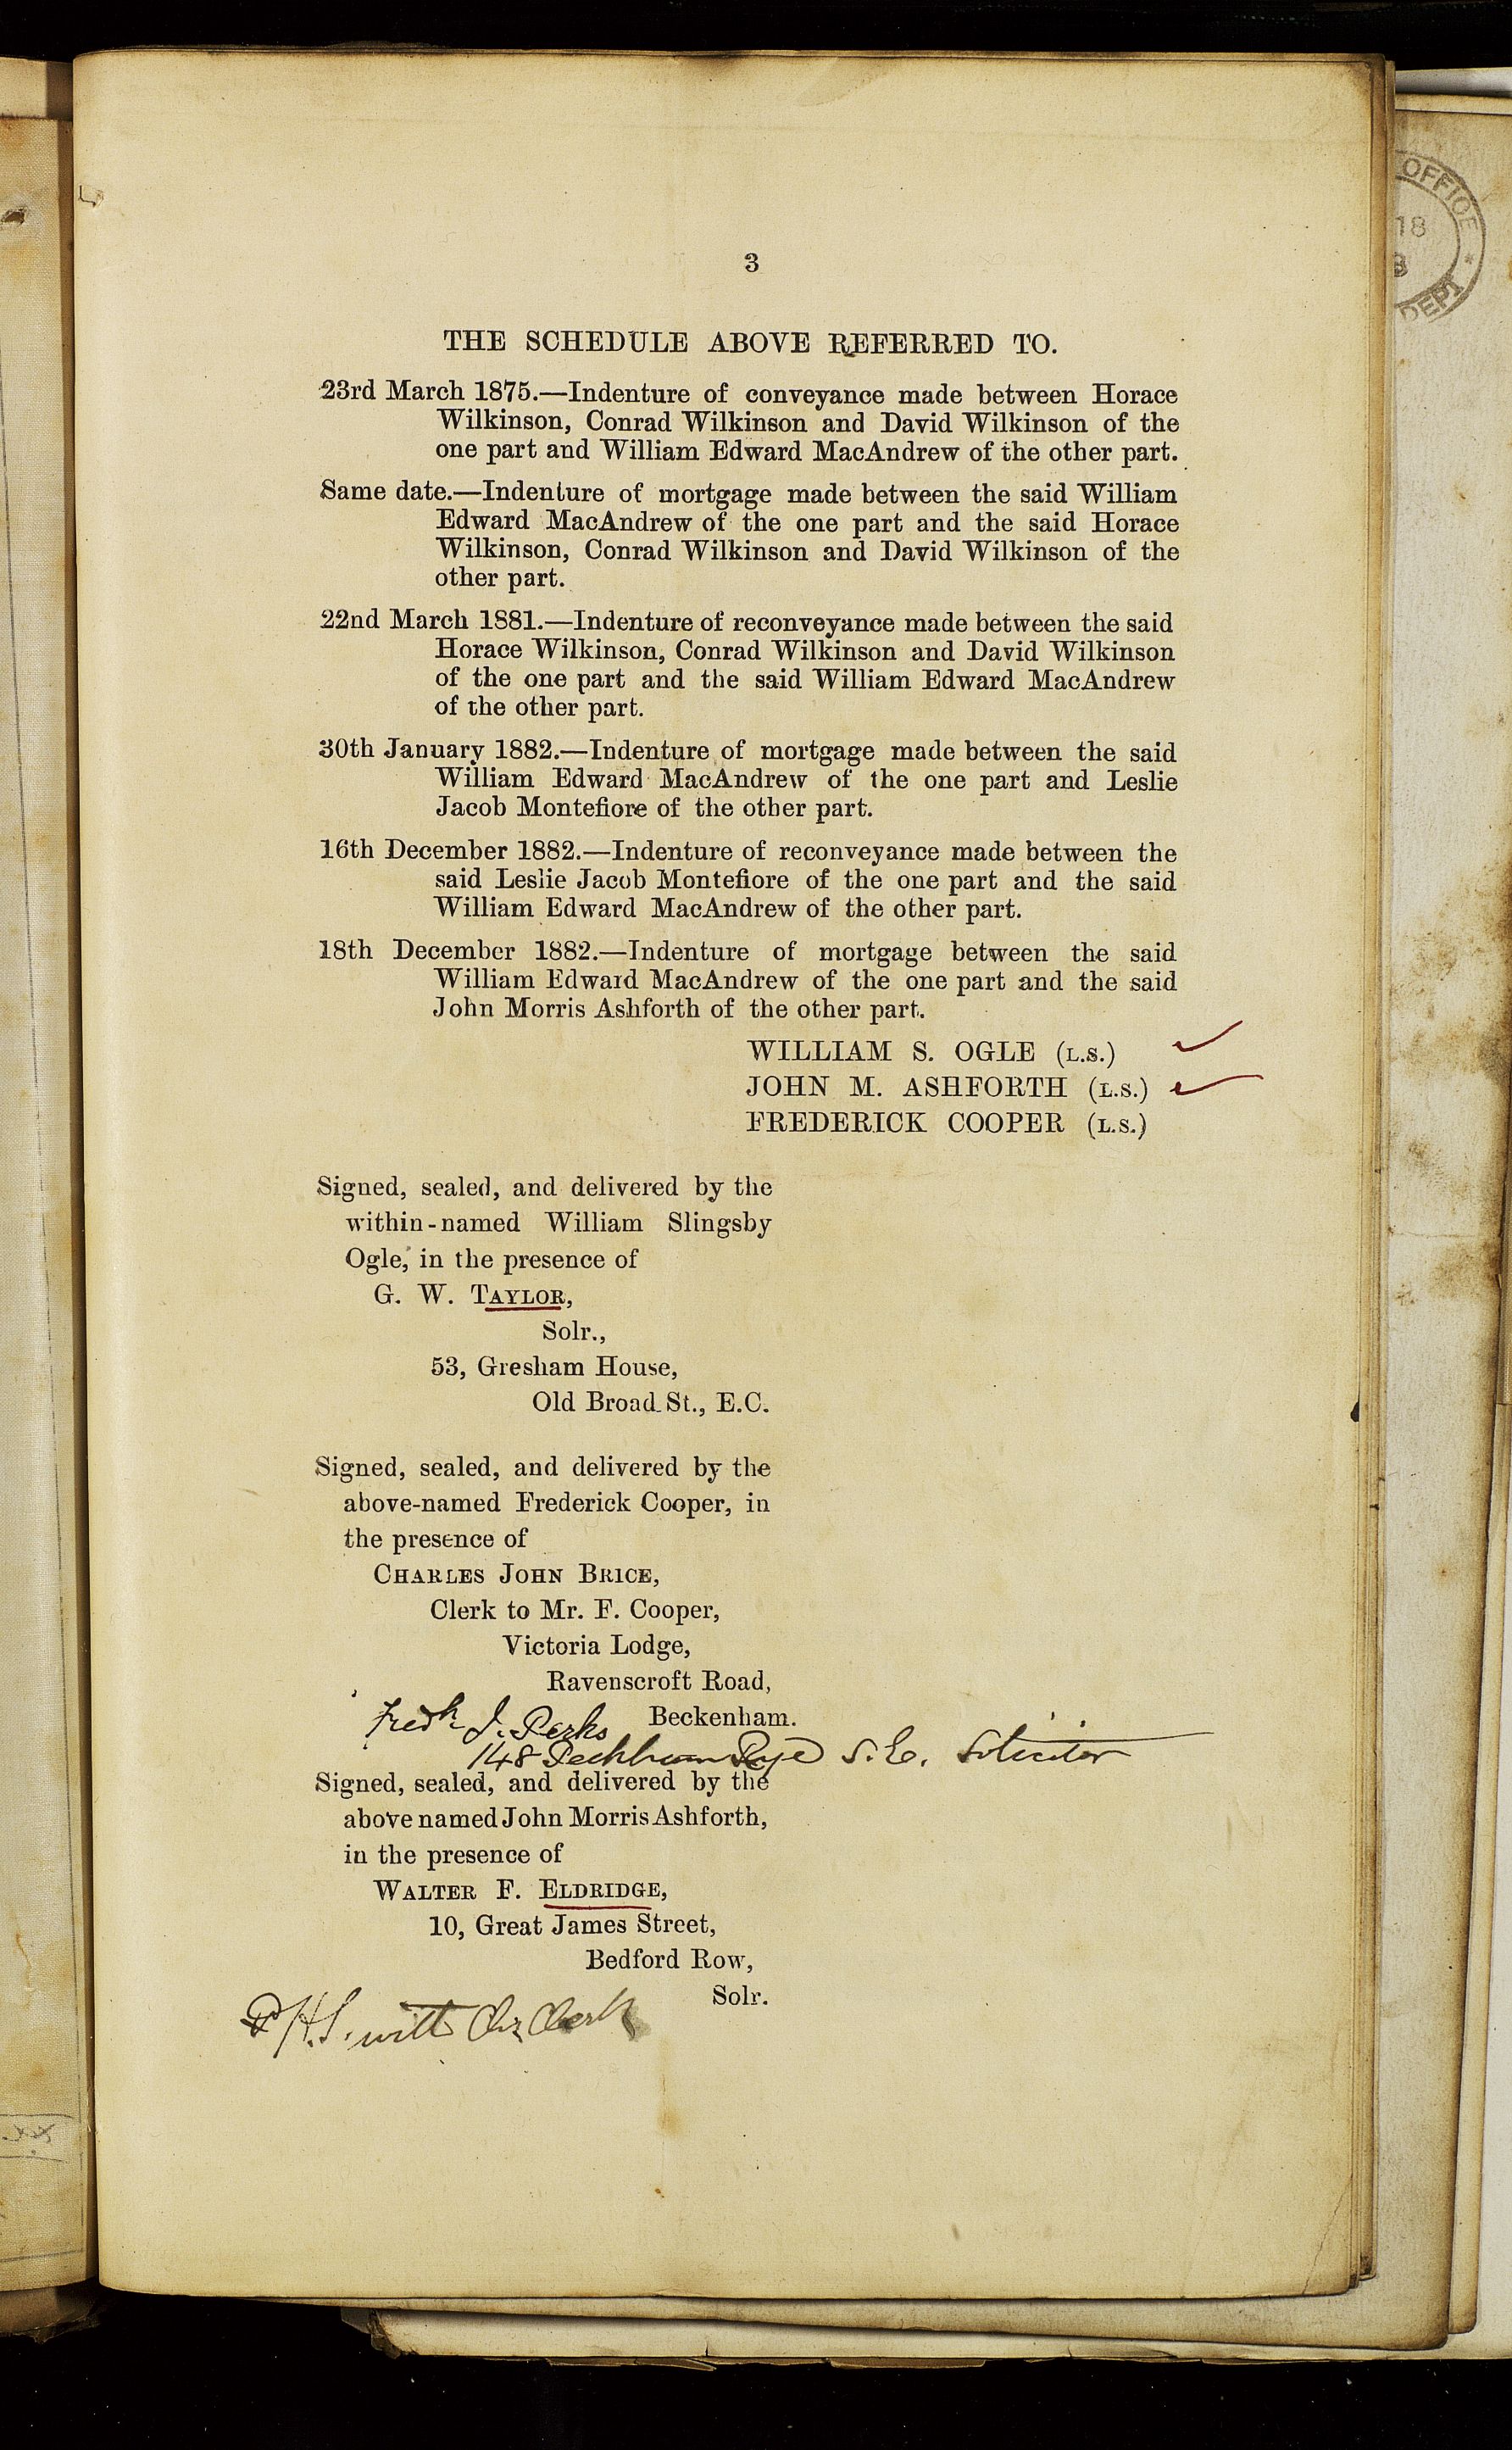 3
THE SCHEDULE ABOVE REFERRED TO.
23rd March 1875.—Indenture of conveyance made between Horace
Wilkinson, Conrad Wilkinson and David Wilkinson of the
one part and William Edward MacAndrew of the other part.
Same date.—Indenture of mortgage made between the said William
Edward MacAndrew of the one part and the said Horace
Wilkinson, Conrad Wilkinson and David Wilkinson of the
other part.
22nd March 1881.—Indenture of reconveyance made between the said
Horace Wilkinson, Conrad Wilkinson and David Wilkinson
of the one part and the said William Edward MacAndrew
of the other part.
30th January 1882.—Indenture of mortgage made between the said
William Edward MacAndrew of the one part and Leslie
Jacob Montefiore of the other part.
16th December 1882.—Indenture of reconveyance made between the
said Leslie Jacob Montefiore of the one part and the said
William Edward MacAndrew of the other part.
18th December 1882.—Indenture of mortgage between the said
William Edward MacAndrew of the one part and the said
John Morris Ashforth of the other part.
WILLIAM S. OGLE (L.S.)
JOHN M. ASHFORTH (L.S.)
FREDERICK COOPER (L.S.)
Signed, sealed, and delivered by the
within-named William Slingsby
Ogle, in the presence of
G. W. TAYLOR,
Solr.,
53, Gresham House,
Old Broad St., E.C.
Signed, sealed, and delivered by the
above-named Frederick Cooper, in
the presence of
CHARLES JOHN BRICE,
Clerk to Mr. F. Cooper,
Victoria Lodge,
Ravenscroft Road,
Beckenham.
Fredk J. Perks
148 Peckham Rye S.E. Solicitor
Signed, sealed, and delivered by the
above named John Morris Ashforth,
in the presence of
WALTER F. ELDRIDGE,
10, Great James Street,
Bedford Row,
Solr.
Clerk
OFFICE
18
DEPT